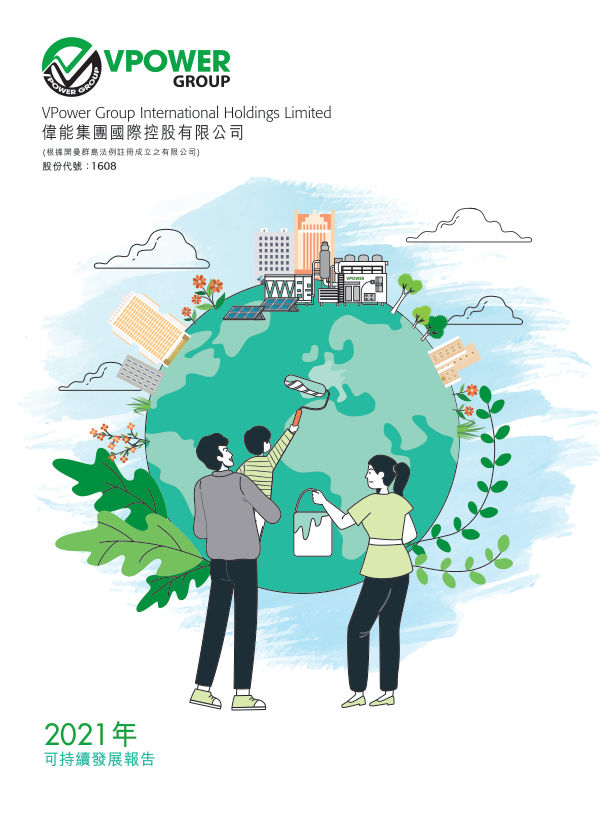 VPOWER
GROUP
VPOWER GROUP
VPower Group International Holdings Limited
偉能集團國際控股有限公司
(根據開曼群島法例註冊成立之有限公司)
股份代號：1608
VPOWER
2021年
可持續發展報告